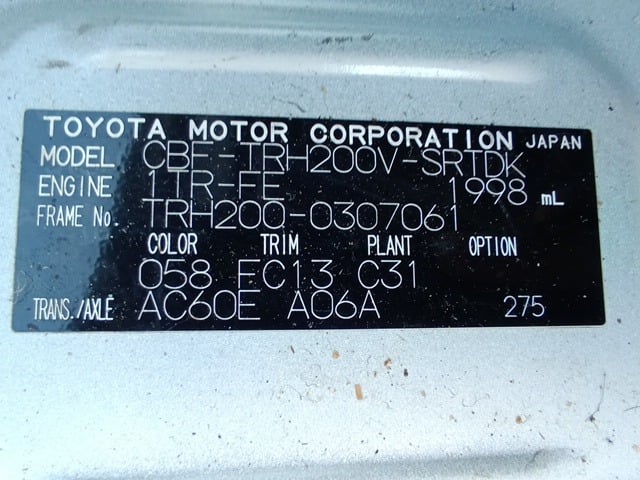 TOYOTA MOTOR CORPORATION JAPAN
MODEL CBF-TRH200V-SRTDK
ENGINE 1TR-FE 1998 mL
FRAME No. TRH200-0307061
COLOR TRIM PLANT OPTION
058 FC13 C31
TRANS./AXLE AC60E A06A 275